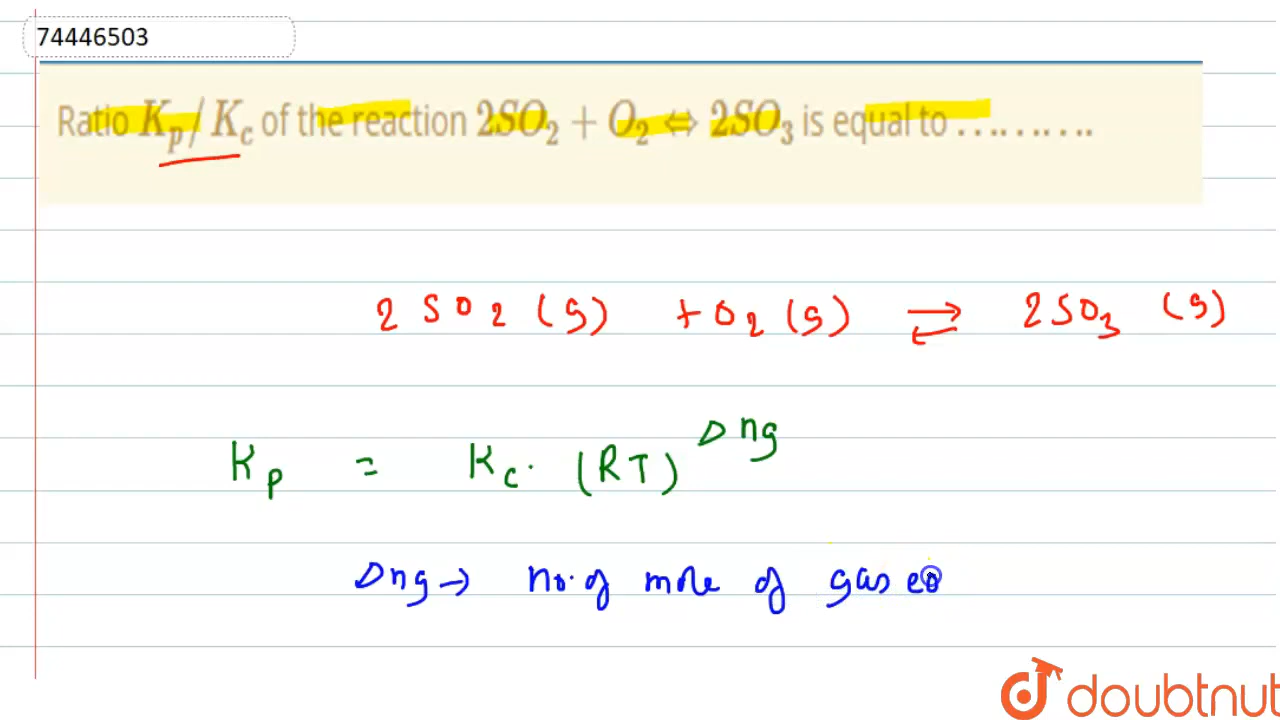 74446503
Ratio Kp/Kc of the reaction 2SO2 + O2 ⇔ 2SO3 is equal to ……….
2 SO2 (g) + O2 (g) ⇌ 2SO3 (g)
Kp = Kc. (RT)^Δng
Δng → no. of mole of gaseo
doubtnut